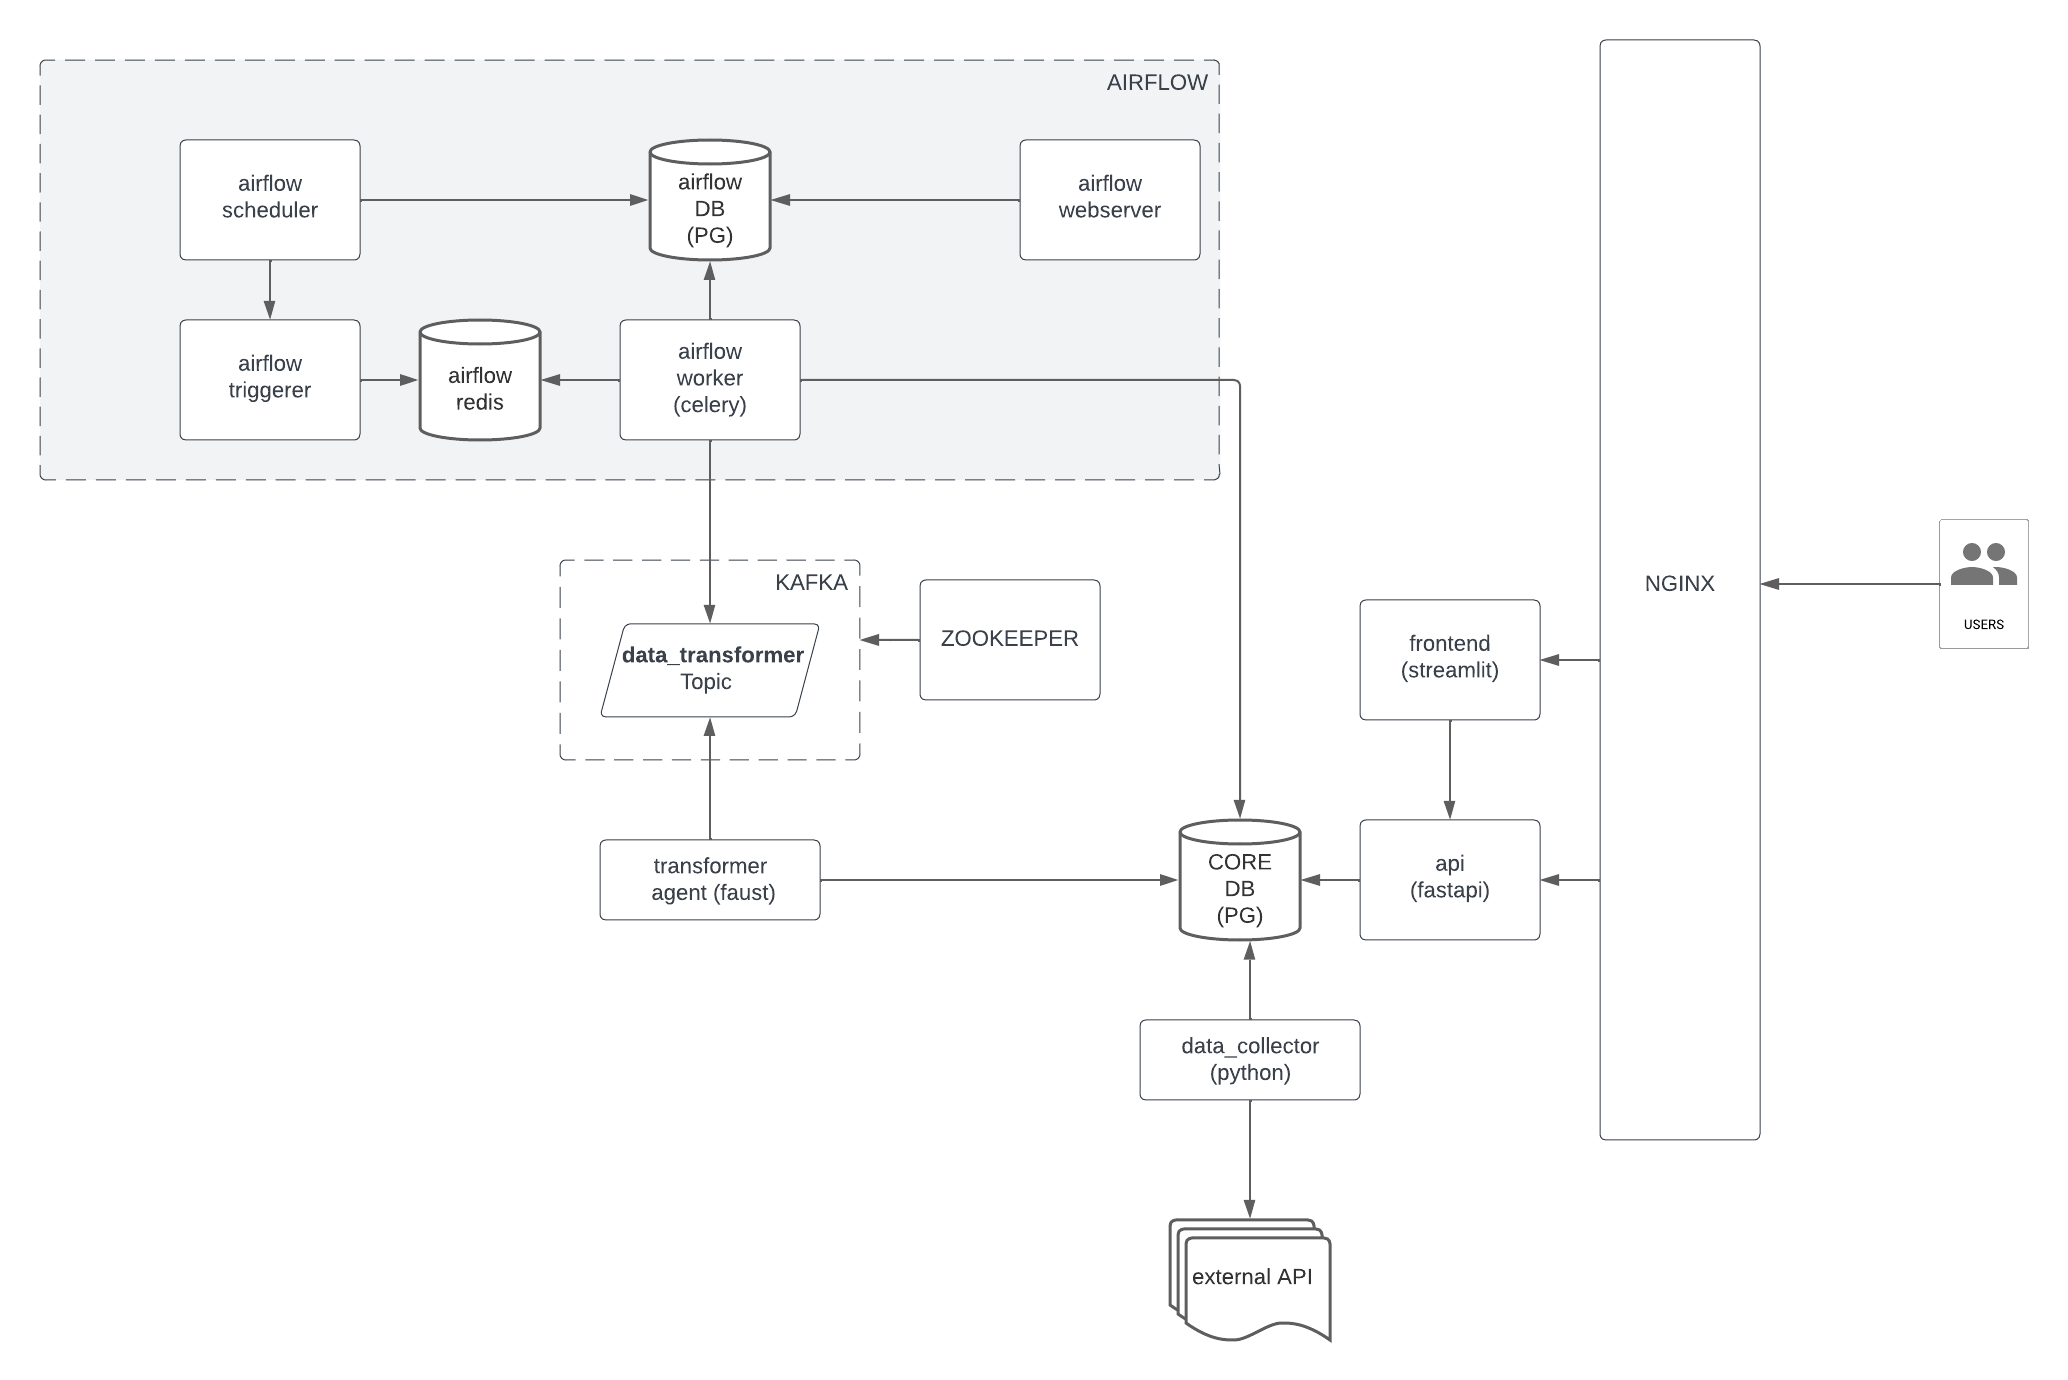 AIRFLOW
airflow
scheduler
airflow
DB
(PG)
airflow
webserver
airflow
triggerer
airflow
redis
airflow
worker
(celery)
KAFKA
data_transformer
Topic
ZOOKEEPER
NGINX
USERS
frontend
(streamlit)
transformer
agent (faust)
CORE
DB
(PG)
api
(fastapi)
data_collector
(python)
external API